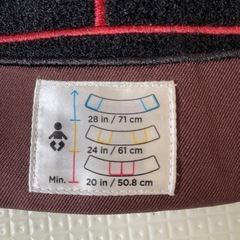 28 in / 71 cm
24 in / 61 cm
Min. 20 in / 50.8 cm